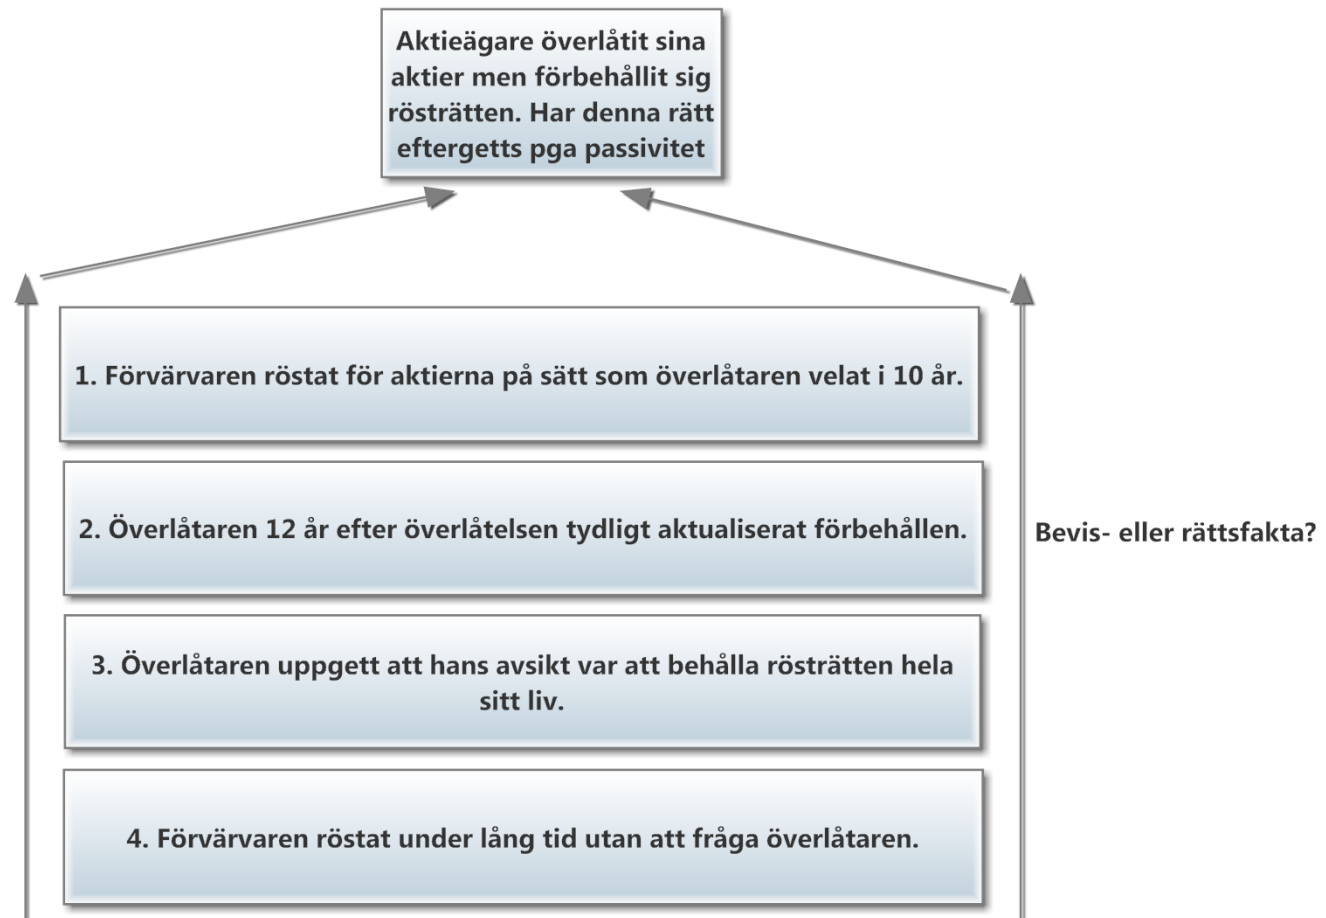 Aktieägare överlåtit sina
aktier men förbehållit sig
rösträtten. Har denna rätt
eftergetts pga passivitet
1. Förvärvaren röstat för aktierna på sätt som överlåtaren velat i 10 år.
2. Överlåtaren 12 år efter överlåtelsen tydligt aktualiserat förbehållen.
Bevis- eller rättsfakta?
3. Överlåtaren uppgett att hans avsikt var att behålla rösträtten hela
sitt liv.
4. Förvärvaren röstat under lång tid utan att fråga överlåtaren.